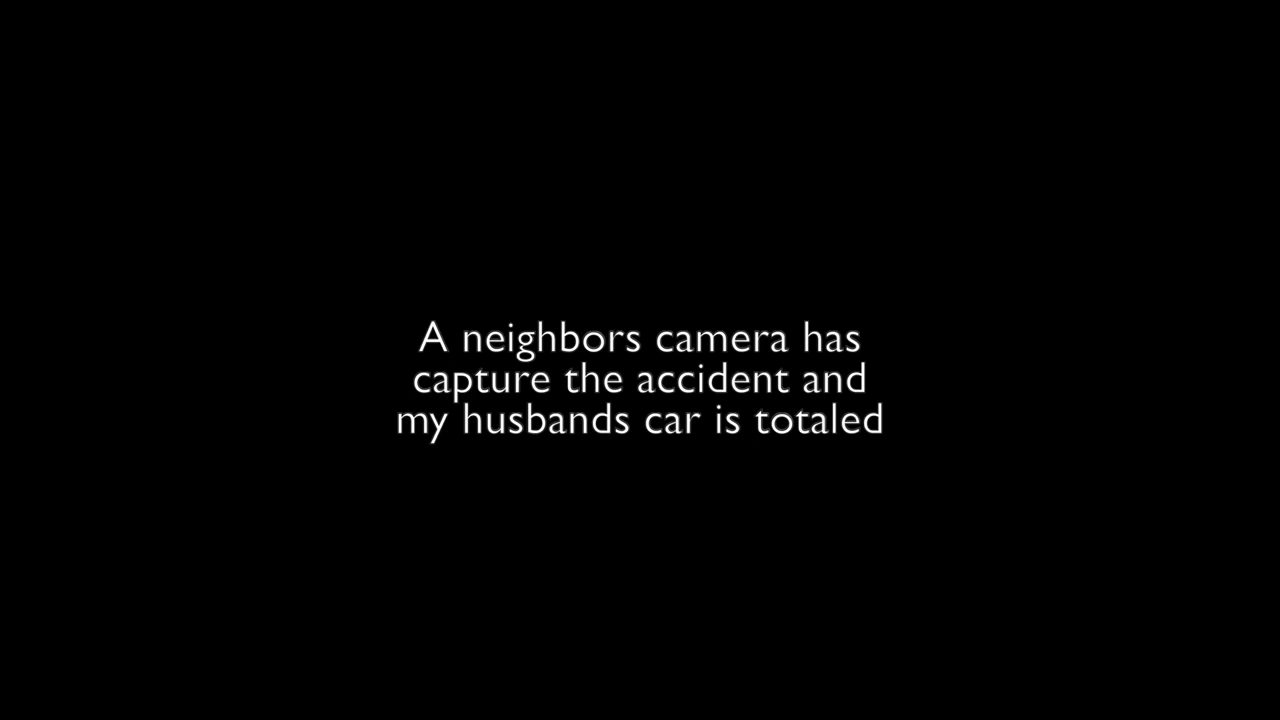 A neighbors camera has
capture the accident and
my husbands car is totaled